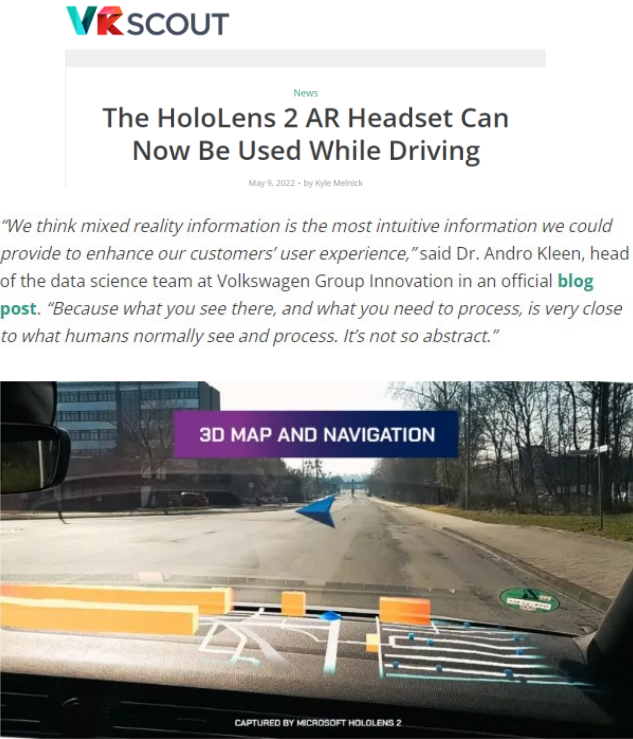 VRSCOUT
News
The HoloLens 2 AR Headset Can
Now Be Used While Driving
May 9, 2022 • by Kyle Melnick
“We think mixed reality information is the most intuitive information we could
provide to enhance our customers’ user experience,” said Dr. Andro Kleen, head
of the data science team at Volkswagen Group Innovation in an official blog
post. “Because what you see there, and what you need to process, is very close
to what humans normally see and process. It’s not so abstract.”
3D MAP AND NAVIGATION
CAPTURED BY MICROSOFT HOLOLENS 2